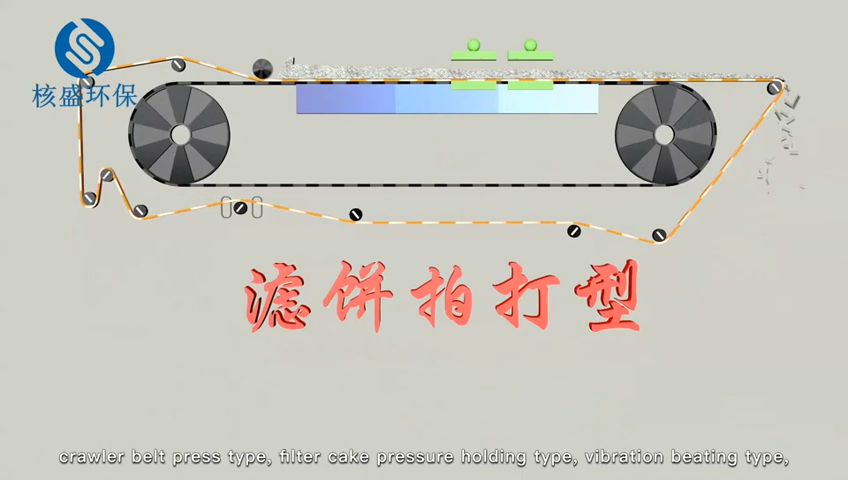 核盛环保
滤饼拍打型
crawler belt press type, filter cake pressure holding type, vibration beating type,